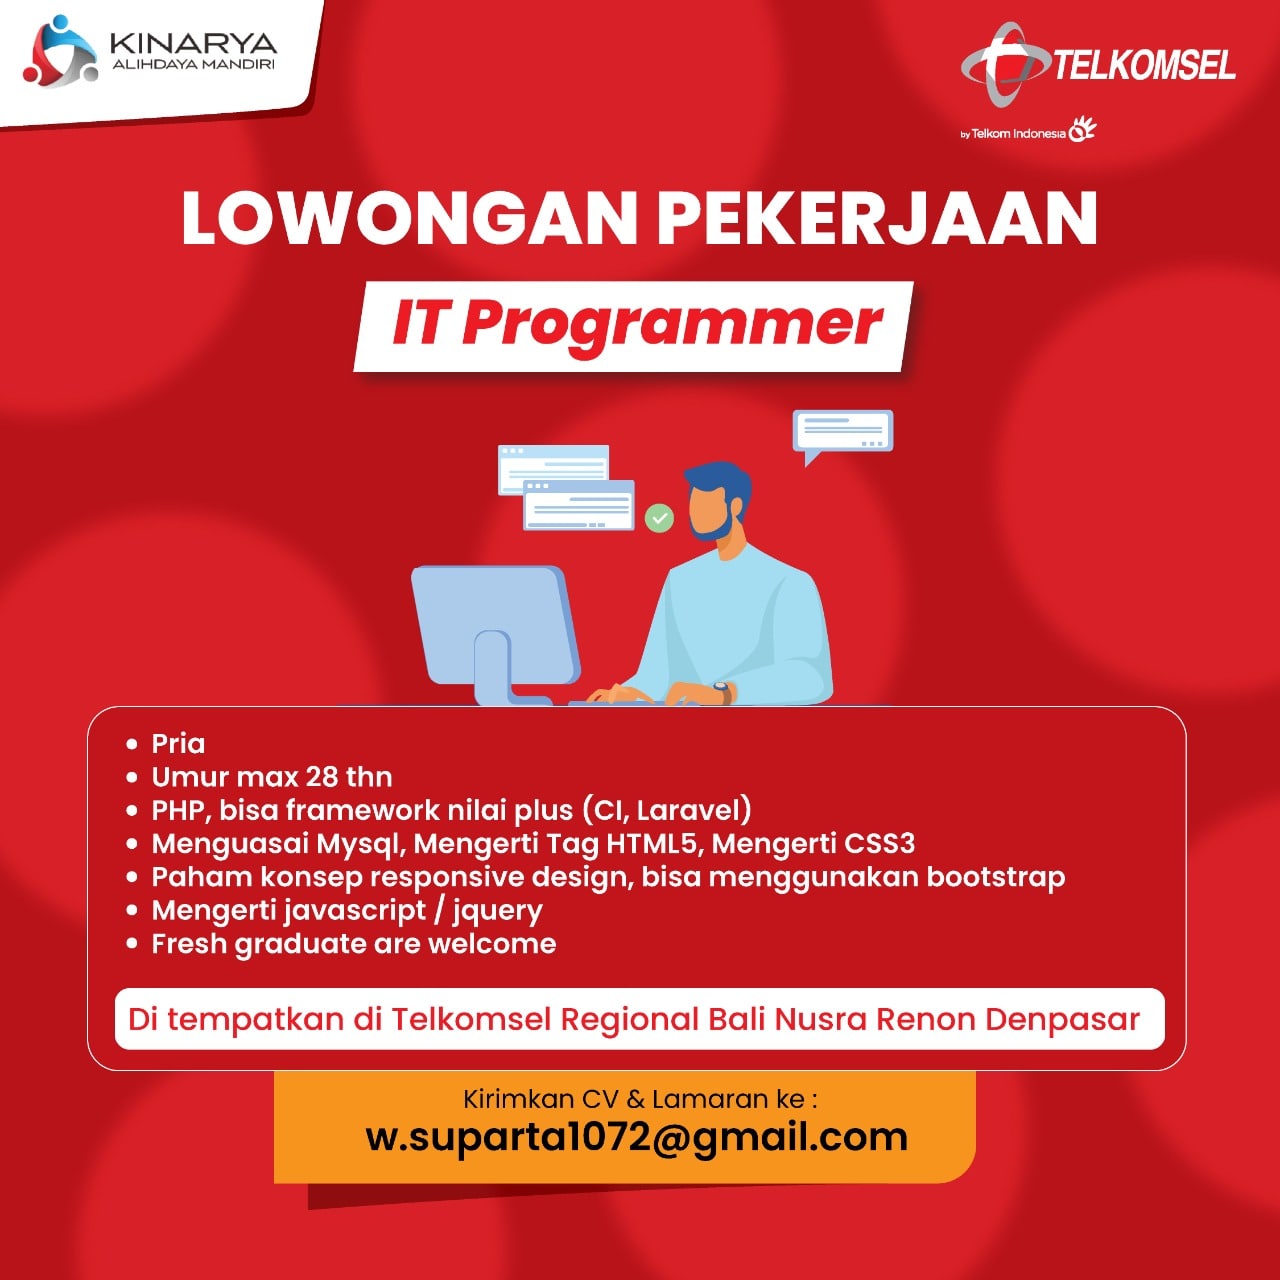 KINARYA
ALIHDAYA MANDIRI
TELKOMSEL
by Telkom Indonesia
LOWONGAN PEKERJAAN
IT Programmer
• Pria
• Umur max 28 thn
• PHP, bisa framework nilai plus (CI, Laravel)
• Menguasai Mysql, Mengerti Tag HTML5, Mengerti CSS3
• Paham konsep responsive design, bisa menggunakan bootstrap
• Mengerti javascript / jquery
• Fresh graduate are welcome
Di tempatkan di Telkomsel Regional Bali Nusra Renon Denpasar
Kirimkan CV & Lamaran ke :
w.suparta1072@gmail.com